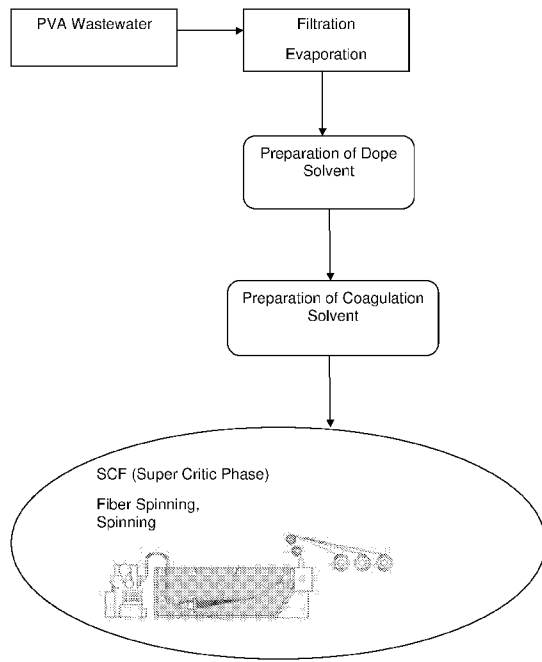 PVA Wastewater
Filtration
Evaporation
Preparation of Dope
Solvent
Preparation of Coagulation
Solvent
SCF (Super Critic Phase)
Fiber Spinning,
Spinning